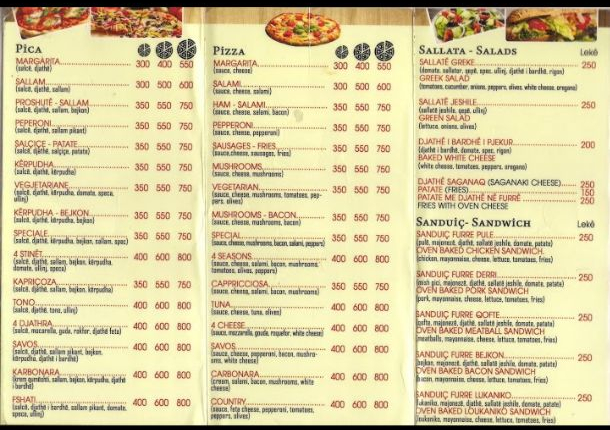 PICA
MARGARITA 300 400 550
(salcë, djathë)
SALLAM 300 500 600
(salcë, djathë, sallam)
PROSHUTË - SALLAM 350 550 750
(salcë, djathë, sallam, bejkon)
PEPERONI 350 550 750
(salcë, djathë, sallam pikant)
SALÇIÇE - PATATE 350 550 750
(salcë, djathë, salçiçe, patate)
KËRPUDHA 350 550 750
(salcë, djathë, kërpudha)
VEGJETARIANE 350 550 750
(salcë, djathë, kërpudha, domate, speca,
ullinj)
KËRPUDHA - BEJKON 350 550 750
(salcë, djathë, kërpudha, bejkon)
SPECIALE 350 550 750
(salcë, djathë, kërpudha, bejkon, sallam, spec)
4 STINËT 400 600 800
(salcë, djathë, sallam, bejkon, kërpudha,
domate, ullinj, speca)
KAPRIÇOZA 350 550 750
(salcë, djathë, sallam, bejkon, kërpudha)
TONO 400 600 800
(salcë, djathë, tono, ullinj)
4 DJATHRA 400 600 800
(salcë, mocarella, guda, rokfor, djathë feta)
SAVOS 400 600 800
(salcë, djathë, sallam pikant, bejkon,
kërpudha, djathë i bardhë)
KARBONARA 400 600 800
(krem qumështi, sallam, bejkon, kërpudha, djathë
i bardhë)
FSHATI 400 600 800
(salcë, djathë i bardhë, sallam pikant, domate,
speca, ullinj)
PIZZA
MARGARITA 300 400 550
(sauce, cheese)
SALAMI 300 500 600
(sauce, cheese, salami)
HAM - SALAMI 350 550 750
(sauce, cheese, salami, bacon)
PEPPERONI 350 550 750
(sauce, cheese, pepperoni)
SAUSAGES - FRIES 350 550 750
(sauce,cheese, sausages, fries)
MUSHROOMS 350 550 750
(sauce, cheese, mushrooms)
VEGETARIAN 350 550 750
(sauce, cheese, mushrooms, tomatoes, pep-
pers, olives)
MUSHROOMS - BACON 350 550 750
(sauce, cheese, mushrooms, bacon)
SPECIAL 350 550 750
(sauce, cheese, mushrooms, bacon, salami, peppers)
4 SEASONS 400 600 800
(sauce, cheese, salami, bacon, mushrooms,
tomatoes, olives, peppers)
CAPPRICCIOSA 350 550 750
(sauce, cheese, salami, bacon, mushrooms)
TUNA 400 600 800
(sauce, cheese, tuna, olives)
4 CHEESE 400 600 800
(sauce, mozzarella, guda, roquefor, white cheese)
SAVOS 400 600 800
(sauce, cheese, pepperoni, bacon, mushro-
oms, white cheese)
CARBONARA 400 600 800
(cream, salami, bacon, mushrooms, white
cheese)
COUNTRY 400 600 800
(sauce, feta cheese, pepperoni, tomatoes,
peppers, olives)
SALLATA - SALADS Lekë
SALLATË GREKE 250
(domate, sallator, qepë, spec, ullinj, djathë i bardhë, rigon)
GREEK SALAD
(tomatoes, cucumber, onions, peppers, olives, white cheese, oregano)
SALLATË JESHILE 250
(sallatë jeshile, qepë, ullinj)
GREEN SALAD
(lettuce, onions, olives)
DJATHË I BARDHË I PJEKUR 200
(djathë i bardhë, domate, spec, rigon)
BAKED WHITE CHEESE
(white cheese, tomatoes, peppers, oregano)
DJATHË SAGANAQ (SAGANAKI CHEESE) 250
PATATE (FRIES) 150
PATATE ME DJATHË NË FURRË 250
FRIES WITH OVEN CHEESE
SANDUIÇ- SANDWICH Lekë
SANDUIÇ FURRE PULE 250
(pulë, majonezë, djathë, sallatë jeshile, domate, patate)
OVEN BAKED CHICKEN SANDWICH
(chicken, mayonnaise, cheese, lettuce, tomatoes, fries)
SANDUIÇ FURRE DERRI 250
(mish pici, majonezë, djathë, sallatë jeshile, domate, patate)
OVEN BAKED PORK SANDWICH
(pork, mayonnaise, cheese, lettuce, tomatoes, fries)
SANDUIÇ FURRE QOFTE 250
(qofte, majonezë, djathë, sallatë jeshile, domate, patate)
OVEN BAKED MEATBALL SANDWICH
(meatballs, mayonnaise, cheese, lettuce, tomatoes, fries)
SANDUIÇ FURRE BEJKON 250
(bejkon, majonezë, djathë, sallatë jeshile, domate, patate)
OVEN BAKED BACON SANDWICH
(bacon, mayonnaise, cheese, lettuce, tomatoes, fries)
SANDUIÇ FURRE LUKANIKO 250
(lukaniko, majonezë, djathë, sallatë jeshile, domate, patate)
OVEN BAKED LOUKANIKO SANDWICH
(loukaniko, mayonnaise, cheese, lettuce, tomatoes, fries)